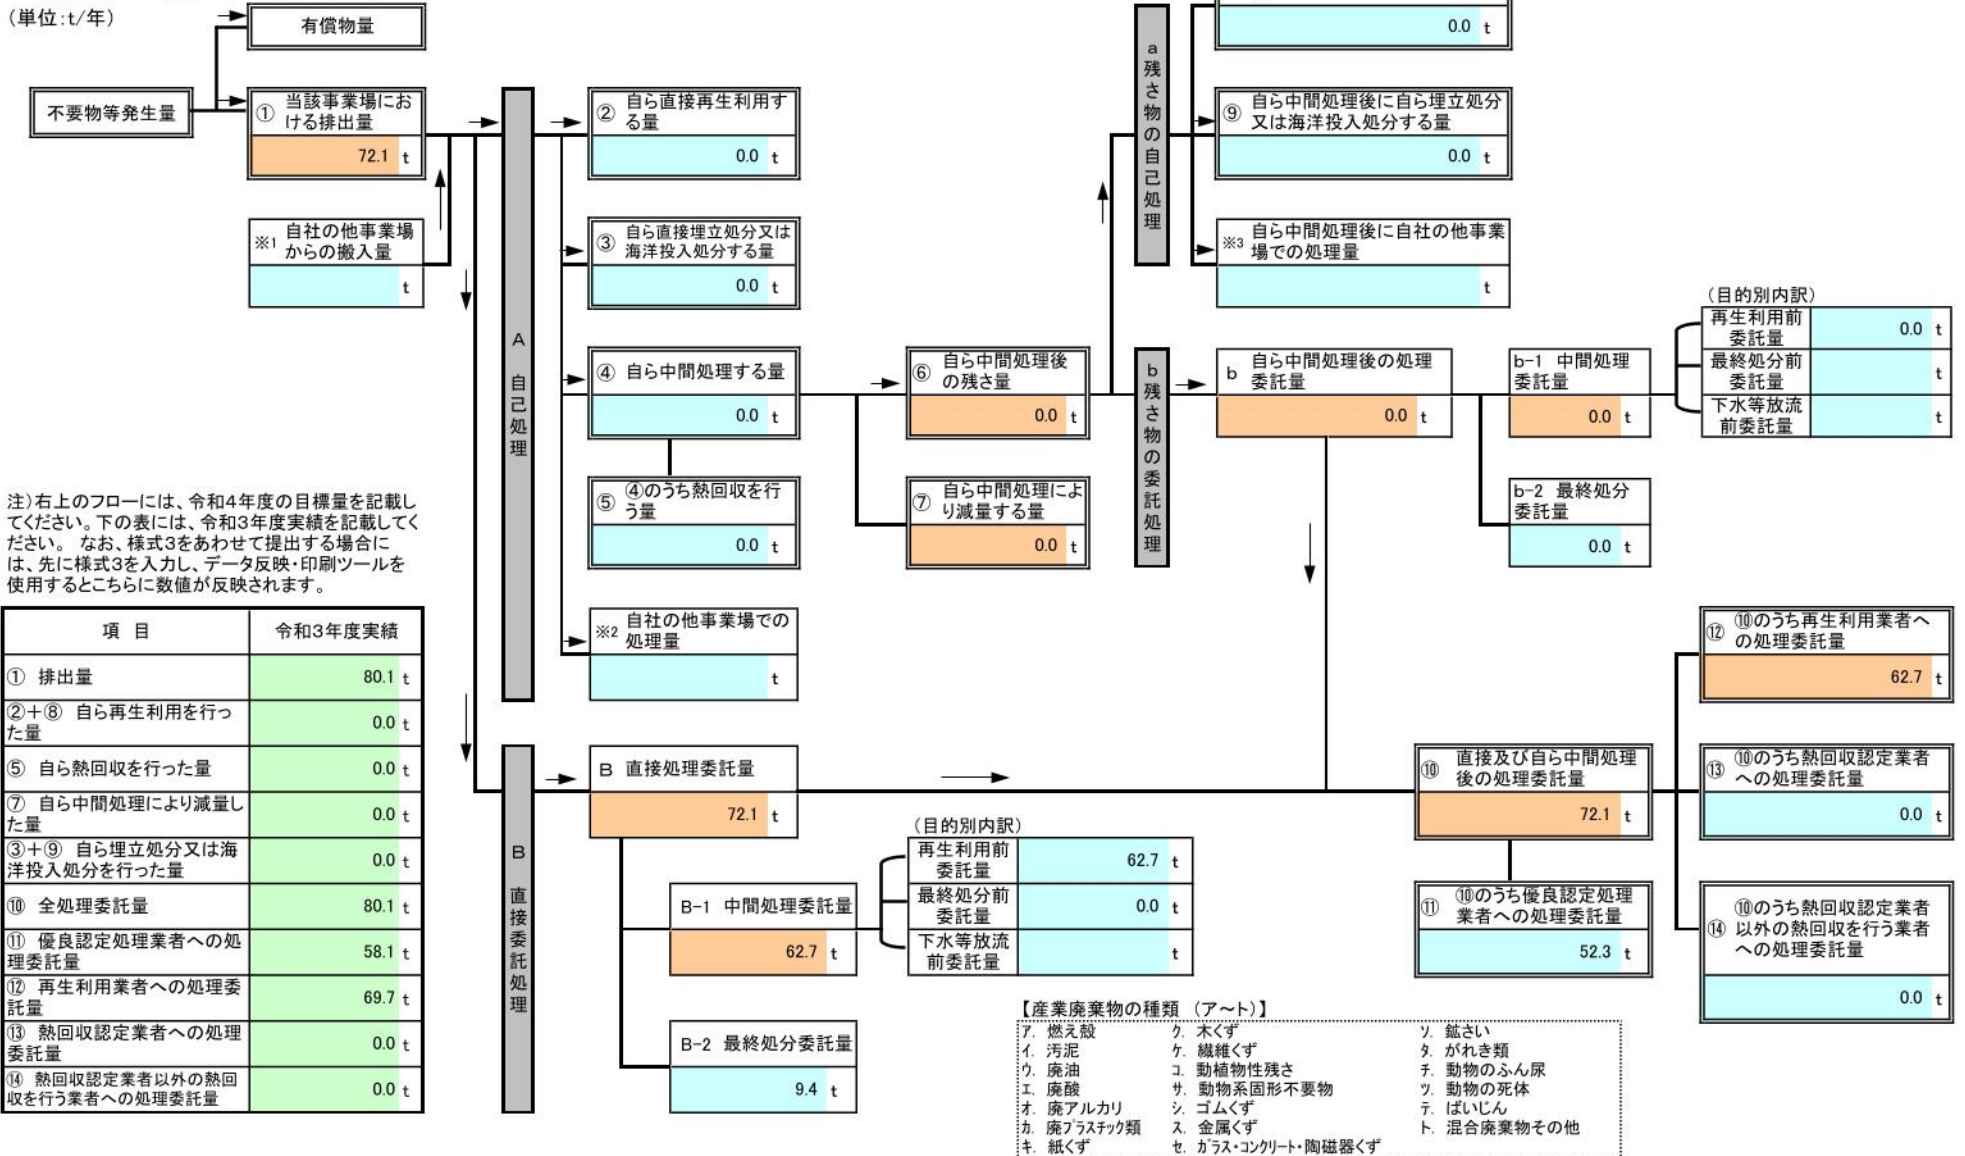 (単位:t/年)
有償物量
不要物等発生量
① 当該事業場にお
ける排出量
72.1 t
※1 自社の他事業場
からの搬入量
t
A 自己処理
② 自ら直接再生利用す
る量
0.0 t
③ 自ら直接埋立処分又は
海洋投入処分する量
0.0 t
④ 自ら中間処理する量
0.0 t
⑤ ④のうち熱回収を行
う量
0.0 t
※2 自社の他事業場での
処理量
t
⑥ 自ら中間処理後
の残さ量
0.0 t
⑦ 自ら中間処理によ
り減量する量
0.0 t
a 残さ物の自己処理
0.0 t
⑨ 自ら中間処理後に自ら埋立処分
又は海洋投入処分する量
0.0 t
※3 自ら中間処理後に自社の他事業
場での処理量
t
b 残さ物の委託処理
b 自ら中間処理後の処理
委託量
0.0 t
b-1 中間処理
委託量
0.0 t
b-2 最終処分
委託量
0.0 t
(目的別内訳)
再生利用前
委託量
0.0 t
最終処分前
委託量
t
下水等放流
前委託量
t
注)右上のフローには、令和4年度の目標量を記載し
てください。下の表には、令和3年度実績を記載してく
ださい。 なお、様式3をあわせて提出する場合に
は、先に様式3を入力し、データ反映・印刷ツールを
使用するとこちらに数値が反映されます。
項 目 令和3年度実績
① 排出量 80.1 t
②+⑧ 自ら再生利用を行っ
た量
0.0 t
⑤ 自ら熱回収を行った量 0.0 t
⑦ 自ら中間処理により減量し
た量
0.0 t
③+⑨ 自ら埋立処分又は海
洋投入処分を行った量
0.0 t
⑩ 全処理委託量 80.1 t
⑪ 優良認定処理業者への処
理委託量
58.1 t
⑫ 再生利用業者への処理委
託量
69.7 t
⑬ 熱回収認定業者への処理
委託量
0.0 t
⑭ 熱回収認定業者以外の熱回
収を行う業者への処理委託量
0.0 t
B 直接委託処理
B 直接処理委託量
72.1 t
B-1 中間処理委託量
62.7 t
B-2 最終処分委託量
9.4 t
(目的別内訳)
再生利用前
委託量
62.7 t
最終処分前
委託量
0.0 t
下水等放流
前委託量
t
⑩ 直接及び自ら中間処理
後の処理委託量
72.1 t
⑪ ⑩のうち優良認定処理
業者への処理委託量
52.3 t
⑫ ⑩のうち再生利用業者へ
の処理委託量
62.7 t
⑬ ⑩のうち熱回収認定業者
への処理委託量
0.0 t
⑭ ⑩のうち熱回収認定業者
以外の熱回収を行う業者
への処理委託量
0.0 t
【産業廃棄物の種類 (ア~ト)】
ア. 燃え殻 ク. 木くず ソ. 鉱さい
イ. 汚泥 ケ. 繊維くず タ. がれき類
ウ. 廃油 コ. 動植物性残さ チ. 動物のふん尿
エ. 廃酸 サ. 動物系固形不要物 ツ. 動物の死体
オ. 廃アルカリ シ. ゴムくず テ. ばいじん
カ. 廃プラスチック類 ス. 金属くず ト. 混合廃棄物その他
キ. 紙くず セ. ガラス・コンクリート・陶磁器くず